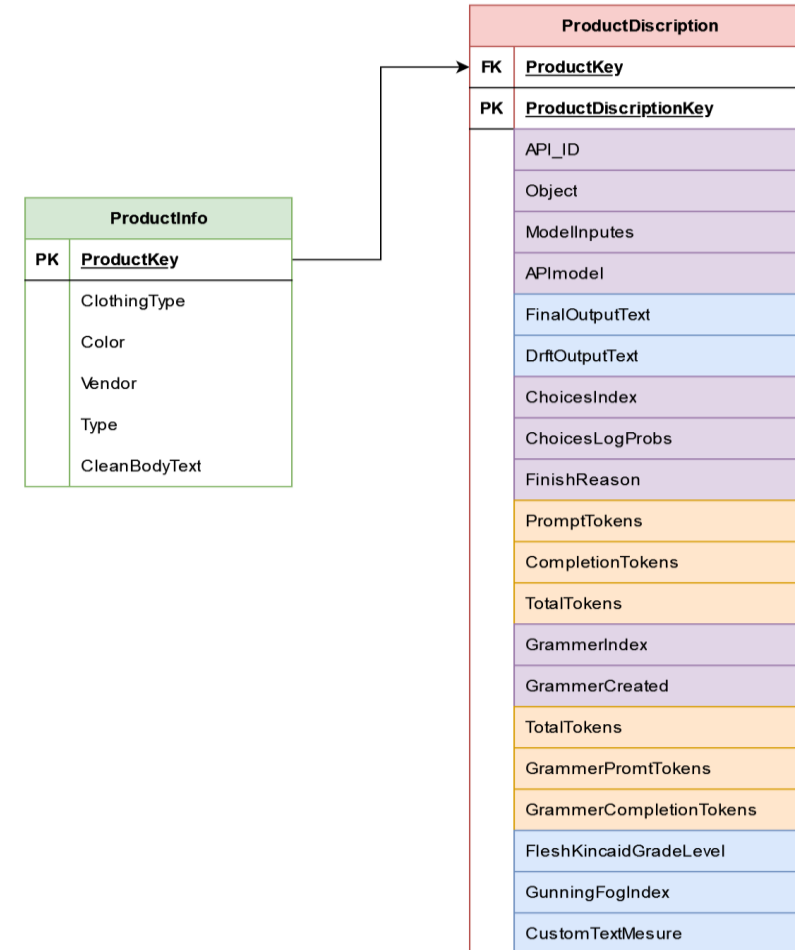 ProductDiscription
FK ProductKey
PK ProductDiscriptionKey
API_ID
Object
ModelInputes
APImodel
FinalOutputText
DrftOutputText
ChoicesIndex
ChoicesLogProbs
FinishReason
PromptTokens
CompletionTokens
TotalTokens
GrammerIndex
GrammerCreated
TotalTokens
GrammerPromtTokens
GrammerCompletionTokens
FleshKincaidGradeLevel
GunningFogIndex
CustomTextMesure
ProductInfo
PK ProductKey
ClothingType
Color
Vendor
Type
CleanBodyText